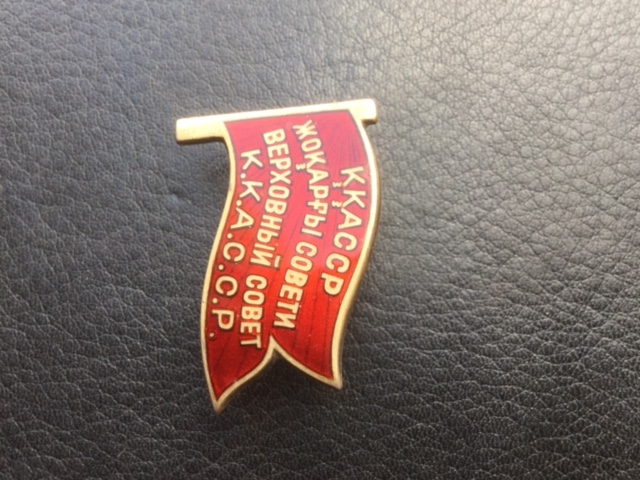 ҚҚАССР
ЖОҚАРҒЫ СОВЕТИ
ВЕРХОВНЫЙ СОВЕТ
К.К.А.С.С.Р.